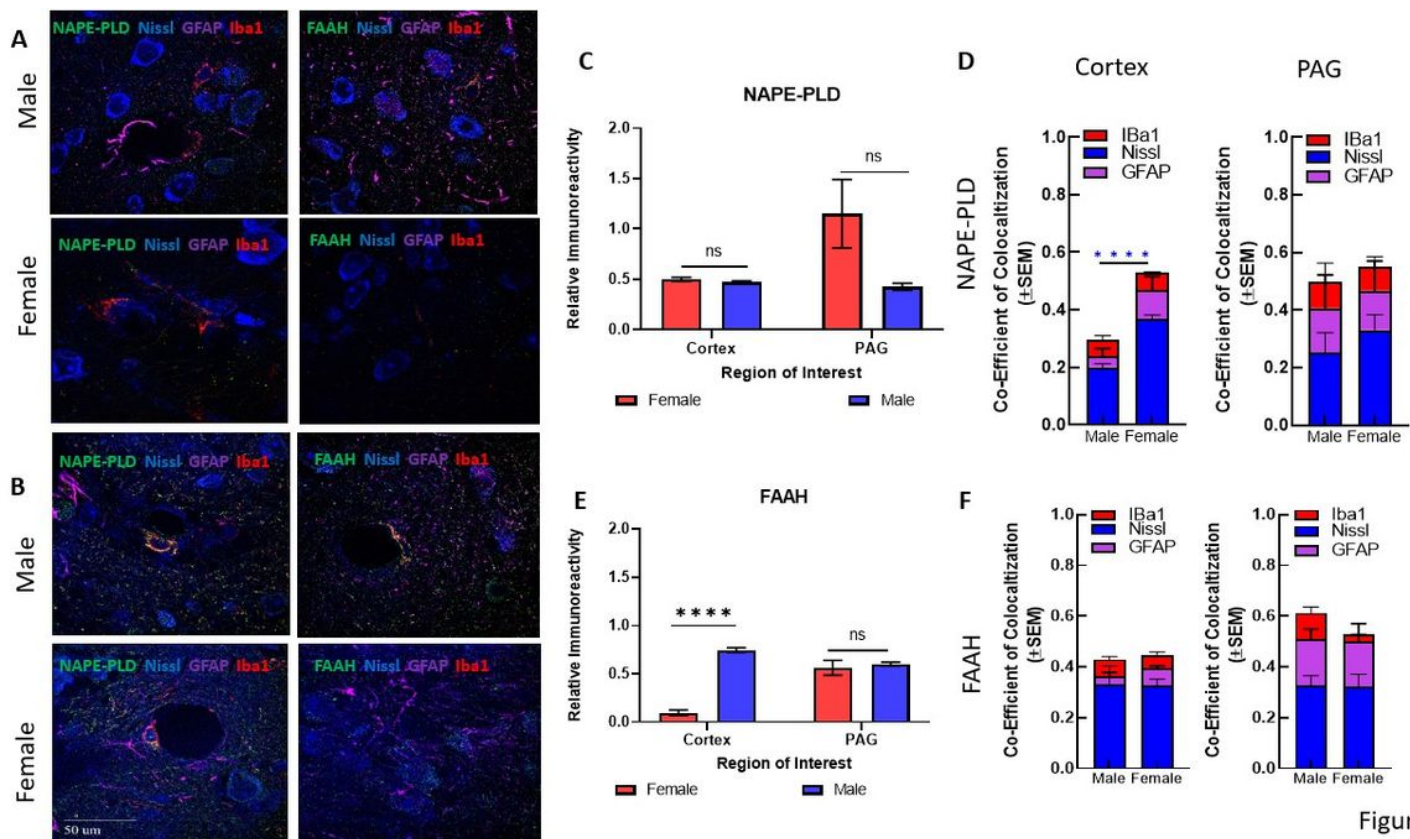 A
Male
NAPE-PLD Nissl GFAP Iba1
FAAH Nissl GFAP Iba1
Female
NAPE-PLD Nissl GFAP Iba1
FAAH Nissl GFAP Iba1
B
Male
NAPE-PLD Nissl GFAP Iba1
FAAH Nissl GFAP Iba1
Female
NAPE-PLD Nissl GFAP Iba1
FAAH Nissl GFAP Iba1
50 um
C
NAPE-PLD
Relative Immunoreactivity
2.0
1.5
1.0
0.5
0.0
ns
ns
Cortex
PAG
Region of Interest
Female
Male
D
Cortex
PAG
NAPE-PLD
Co-Efficient of Colocaltization
(±SEM)
1.0
0.8
0.6
0.4
0.2
0.0
IBa1
Nissl
GFAP
****
Male Female
Co-Efficient of Colocaltization
(±SEM)
1.0
0.8
0.6
0.4
0.2
0.0
IBa1
Nissl
GFAP
Male Female
E
FAAH
Relative Immunoreactivity
2.0
1.5
1.0
0.5
0.0
****
ns
Cortex
PAG
Region of Interest
Female
Male
F
FAAH
Co-Efficient of Colocaltization
(±SEM)
1.0
0.8
0.6
0.4
0.2
0.0
IBa1
Nissl
GFAP
Male Female
Co-Efficient of Colocaltization
(±SEM)
1.0
0.8
0.6
0.4
0.2
0.0
Iba1
Nissl
GFAP
Male Female
Figur